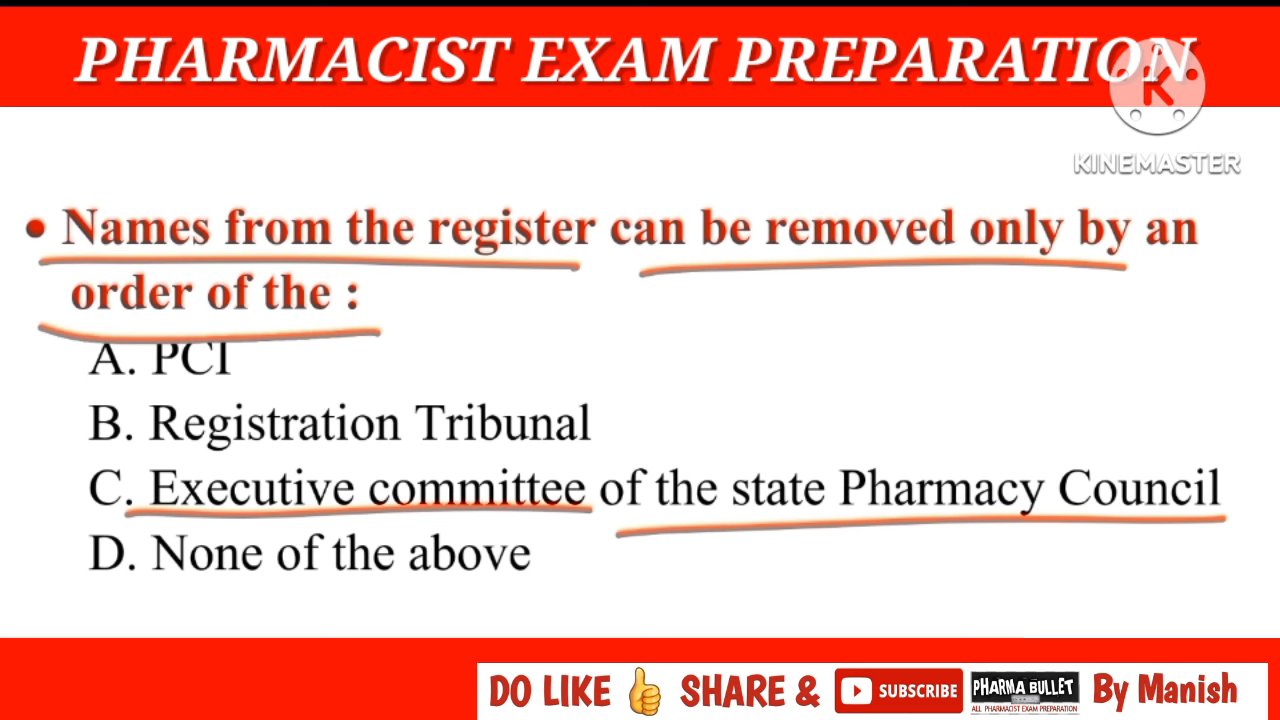 PHARMACIST EXAM PREPARATION
K
KINEMASTER
• Names from the register can be removed only by an
order of the :
A. PCI
B. Registration Tribunal
C. Executive committee of the state Pharmacy Council
D. None of the above
DO LIKE 👍 SHARE & SUBSCRIBE PHARMA BULLET By Manish
ALL PHARMACIST EXAM PREPARATION